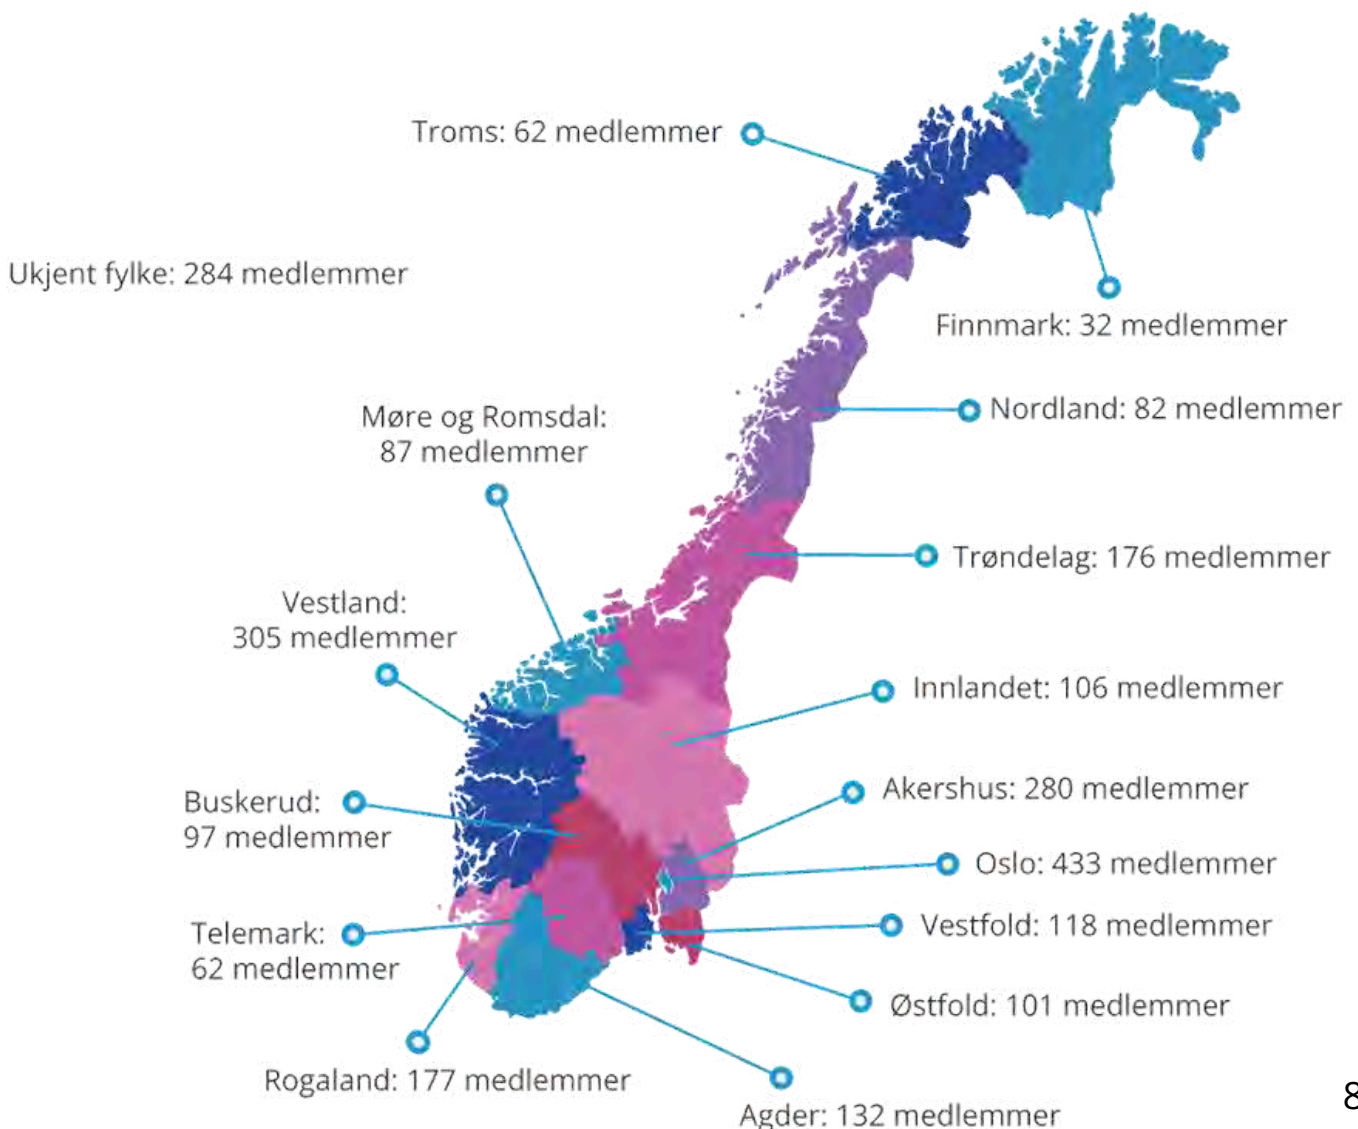 Troms: 62 medlemmer
Ukjent fylke: 284 medlemmer
Finnmark: 32 medlemmer
Møre og Romsdal:
87 medlemmer
Nordland: 82 medlemmer
Trøndelag: 176 medlemmer
Vestland:
305 medlemmer
Innlandet: 106 medlemmer
Buskerud:
97 medlemmer
Akershus: 280 medlemmer
Oslo: 433 medlemmer
Telemark:
62 medlemmer
Vestfold: 118 medlemmer
Østfold: 101 medlemmer
Rogaland: 177 medlemmer
Agder: 132 medlemmer
8